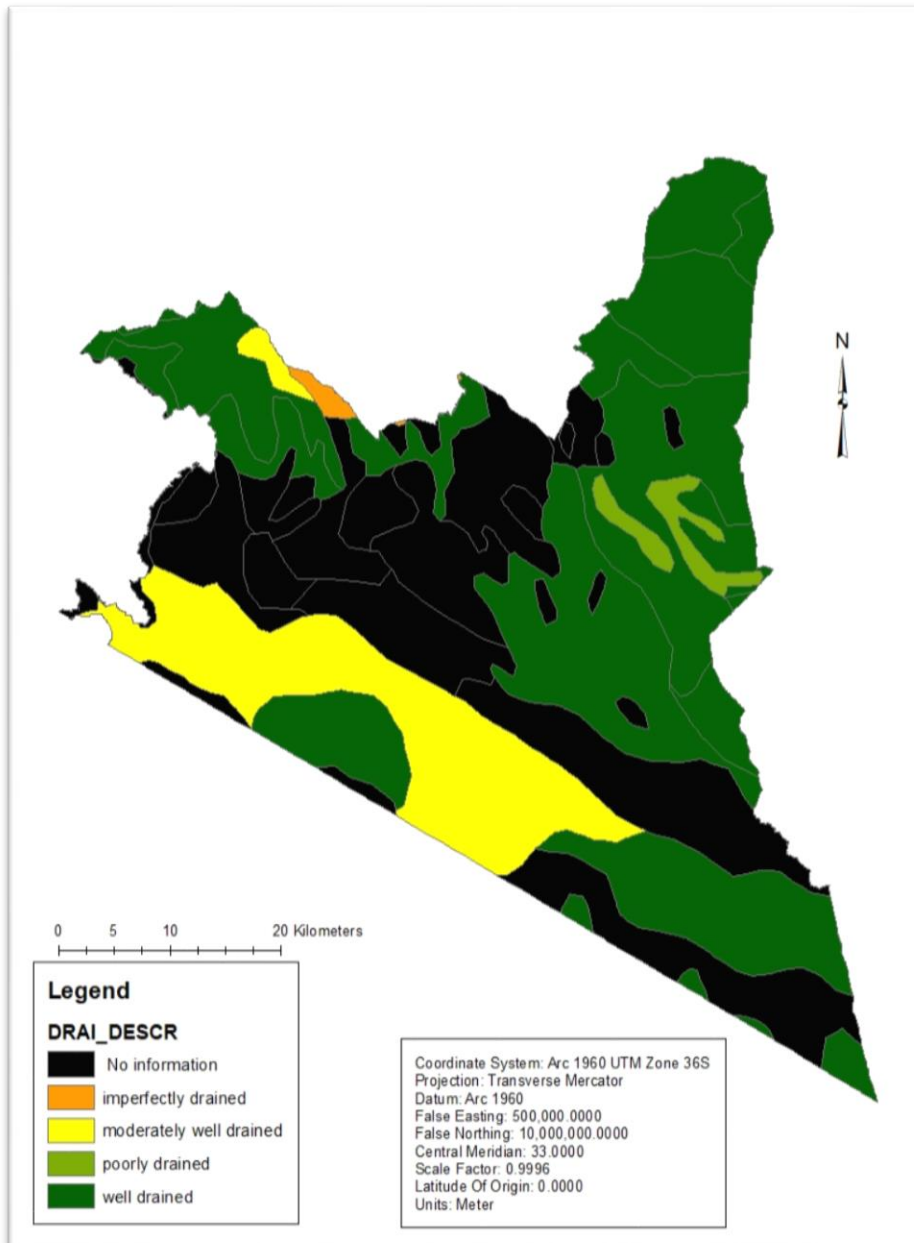 N
0 5 10 20 Kilometers
Legend
DRAI_DESCR
No information
imperfectly drained
moderately well drained
poorly drained
well drained
Coordinate System: Arc 1960 UTM Zone 36S
Projection: Transverse Mercator
Datum: Arc 1960
False Easting: 500,000.0000
False Northing: 10,000,000.0000
Central Meridian: 33.0000
Scale Factor: 0.9996
Latitude Of Origin: 0.0000
Units: Meter